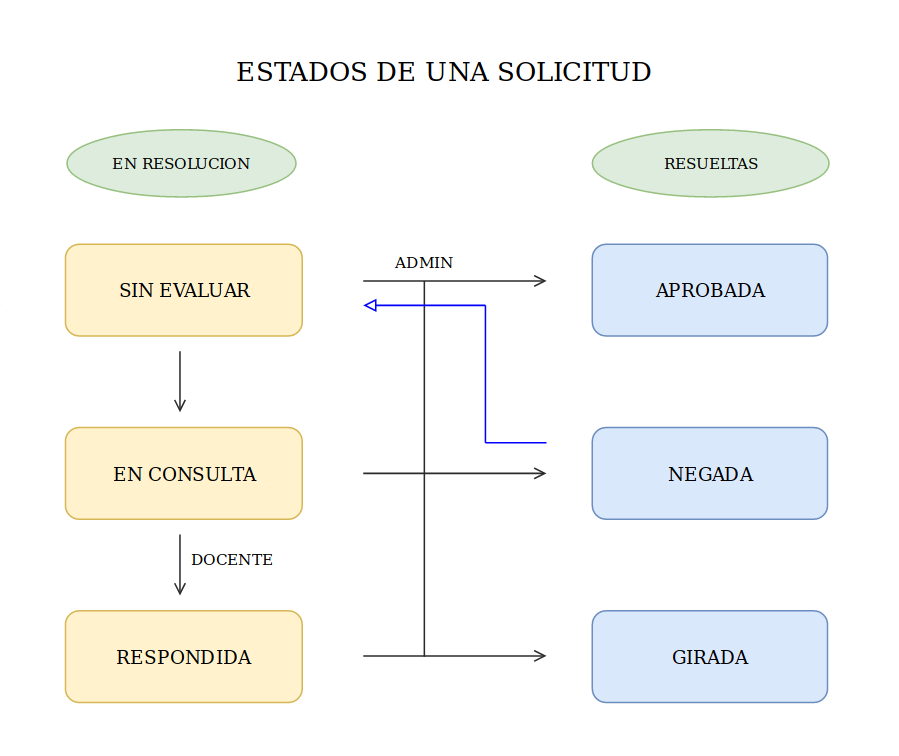 ESTADOS DE UNA SOLICITUD
EN RESOLUCION
RESUELTAS
ADMIN
SIN EVALUAR
APROBADA
EN CONSULTA
NEGADA
DOCENTE
RESPONDIDA
GIRADA